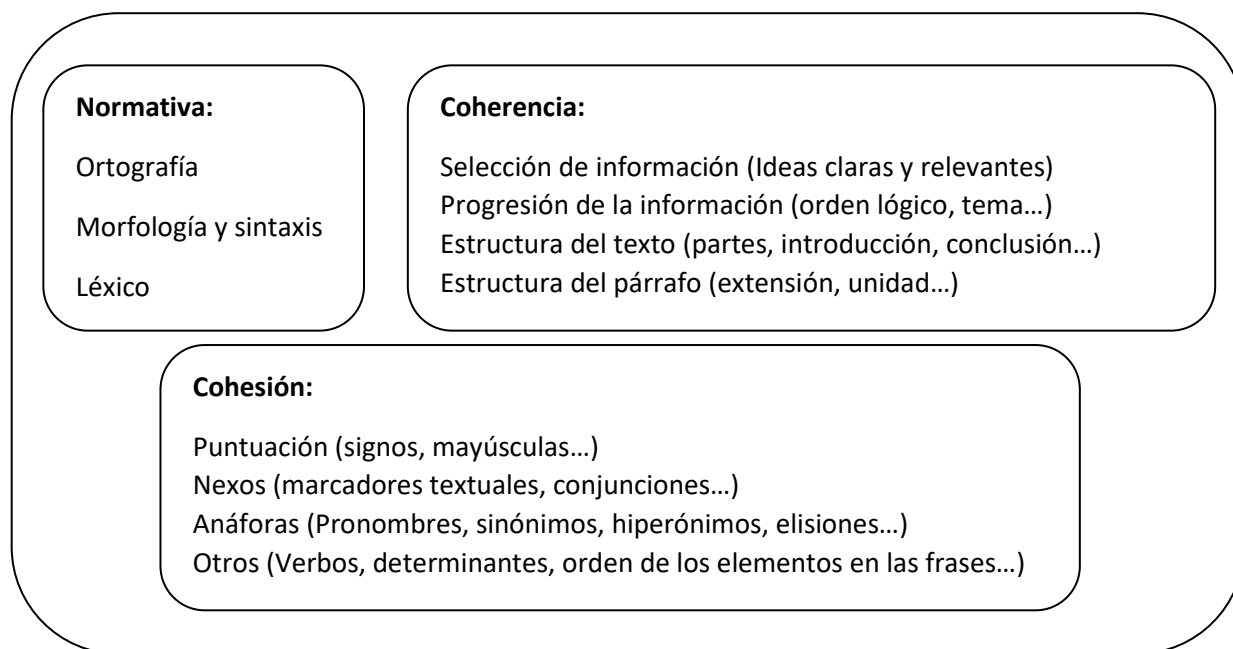 Normativa:
Ortografía
Morfología y sintaxis
Léxico
Coherencia:
Selección de información (Ideas claras y relevantes)
Progresión de la información (orden lógico, tema…)
Estructura del texto (partes, introducción, conclusión…)
Estructura del párrafo (extensión, unidad…)
Cohesión:
Puntuación (signos, mayúsculas…)
Nexos (marcadores textuales, conjunciones…)
Anáforas (Pronombres, sinónimos, hiperónimos, elisiones…)
Otros (Verbos, determinantes, orden de los elementos en las frases…)